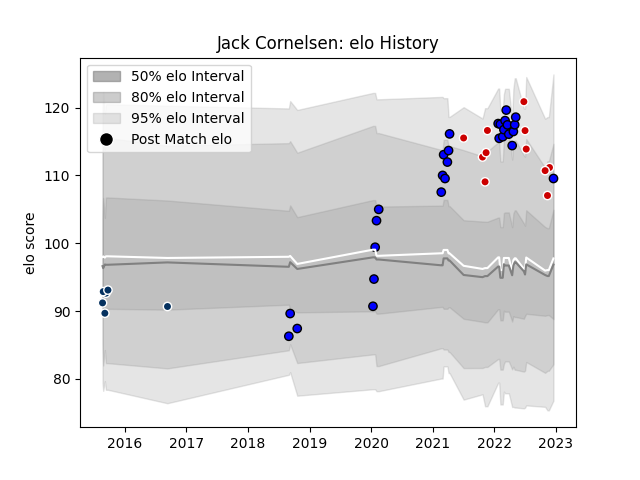 Jack Cornelsen: elo History
50% elo Interval
80% elo Interval
95% elo Interval
Post Match elo
elo score
120
110
100
90
80
2016 2017 2018 2019 2020 2021 2022 2023